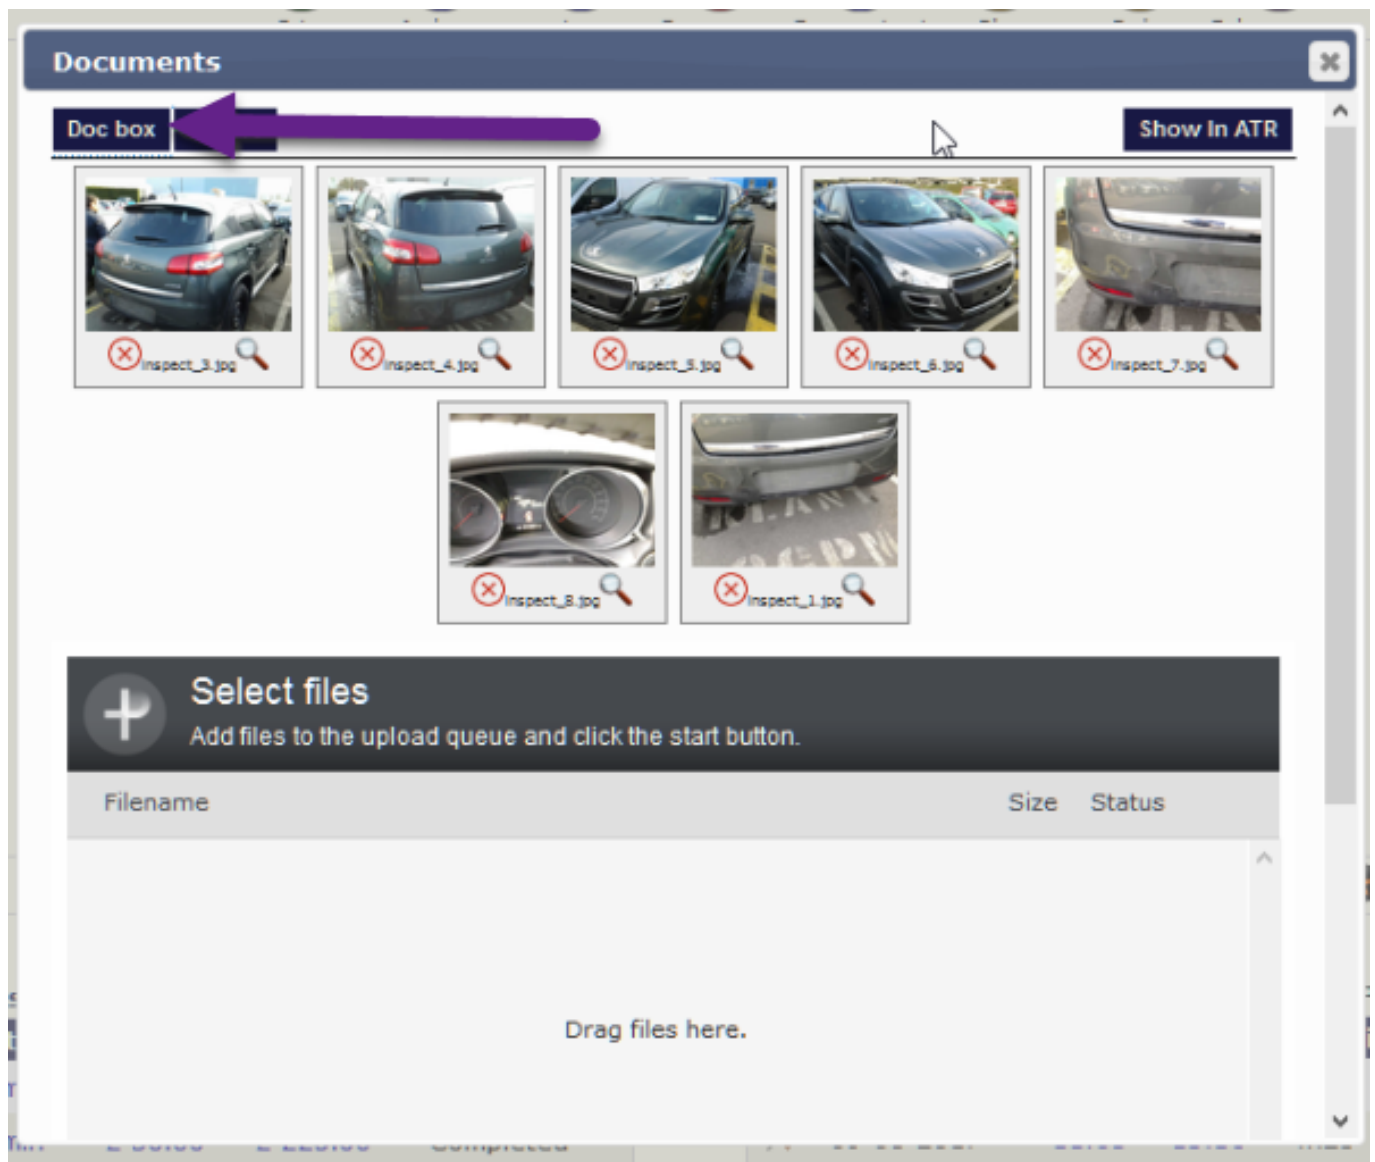 Documents
Doc box
Show In ATR
Inspect_3.jpg
Inspect_4.jpg
Inspect_5.jpg
Inspect_6.jpg
Inspect_7.jpg
Inspect_8.jpg
Inspect_1.jpg
Select files
Add files to the upload queue and click the start button.
Filename
Size
Status
Drag files here.